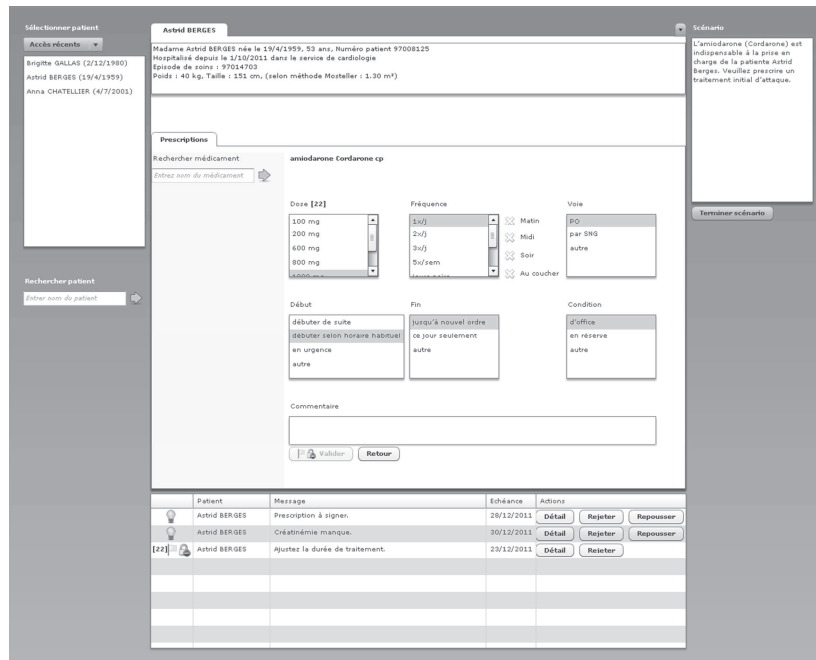 Sélectionner patient
Accès récents
Brigitte GALLAS (2/12/1980)
Astrid BERGES (19/4/1959)
Anna CHATELLIER (4/7/2001)
Rechercher patient
Entrer nom du patient
Astrid BERGES
Madame Astrid BERGES née le 19/4/1959, 53 ans, Numéro patient 97008125
Hospitalisé depuis le 1/10/2011 dans le service de cardiologie
Episode de soins : 97014703
Poids : 40 kg, Taille : 151 cm, (selon méthode Mosteller : 1.30 m²)
Prescriptions
Rechercher médicament
Entrez nom du médicament
amiodarone Cordarone cp
Dose [22]
100 mg
200 mg
600 mg
800 mg
1000 mg
Fréquence
1x/j
2x/j
3x/j
5x/sem
jours pairs
Matin
Midi
Soir
Au coucher
Voie
PO
par SNG
autre
Début
débuter de suite
débuter selon horaire habituel
en urgence
autre
Fin
jusqu'à nouvel ordre
ce jour seulement
autre
Condition
d'office
en réserve
autre
Commentaire
Valider
Retour
Patient Message Echéance Actions
Astrid BERGES Prescription à signer. 28/12/2011 Détail Rejeter Repousser
Astrid BERGES Créatinémie manque. 30/12/2011 Détail Rejeter Repousser
[22] Astrid BERGES Ajustez la durée de traitement. 23/12/2011 Détail Rejeter
Scénario
L'amiodarone (Cordarone) est
indispensable à la prise en
charge de la patiente Astrid
Berges. Veuillez prescrire un
traitement initial d'attaque.
Terminer scénario